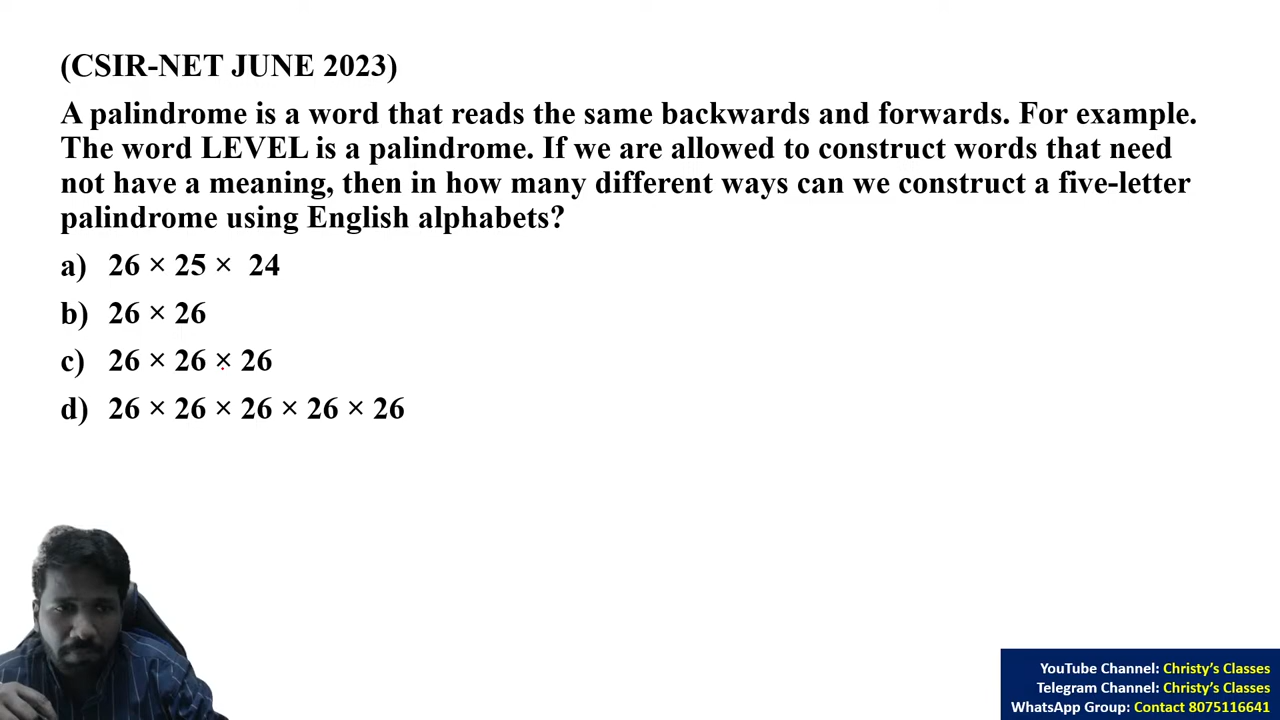 (CSIR-NET JUNE 2023)
A palindrome is a word that reads the same backwards and forwards. For example.
The word LEVEL is a palindrome. If we are allowed to construct words that need
not have a meaning, then in how many different ways can we construct a five-letter
palindrome using English alphabets?
a) 26 × 25 × 24
b) 26 × 26
c) 26 × 26 × 26
d) 26 × 26 × 26 × 26 × 26
YouTube Channel: Christy's Classes
Telegram Channel: Christy's Classes
WhatsApp Group: Contact 8075116641